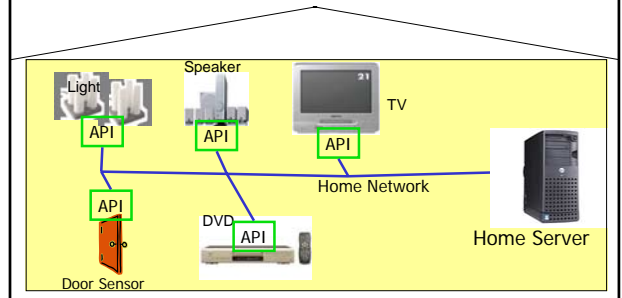 Speaker
Light
21
TV
API
API
API
Home Network
API
DVD
API
Home Server
Door Sensor